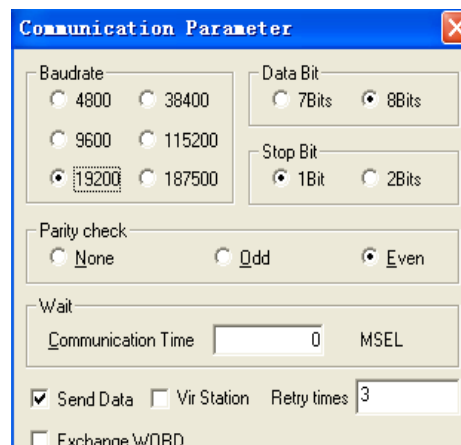 Communication Parameter
Baudrate
4800 38400
9600 115200
19200 187500
Data Bit
7Bits 8Bits
Stop Bit
1Bit 2Bits
Parity check
None Odd Even
Wait
Communication Time 0 MSEL
Send Data Vir Station Retry times 3
Exchange WORD